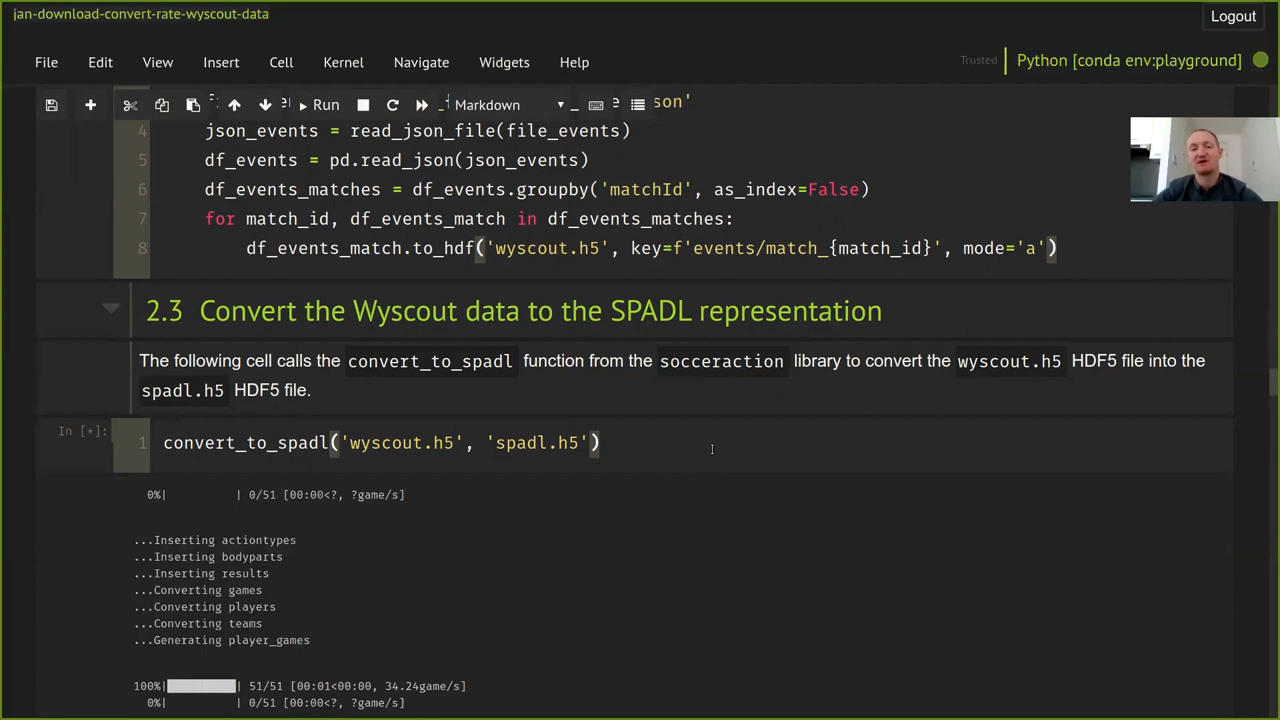 jan-download-convert-rate-wyscout-data
Logout
File Edit View Insert Cell Kernel Navigate Widgets Help
Trusted
Python [conda env:playground]
Run
Markdown
son'
4 json_events = read_json_file(file_events)
5 df_events = pd.read_json(json_events)
6 df_events_matches = df_events.groupby('matchId', as_index=False)
7 for match_id, df_events_match in df_events_matches:
8 df_events_match.to_hdf('wyscout.h5', key=f'events/match_{match_id}', mode='a')
2.3 Convert the Wyscout data to the SPADL representation
The following cell calls the convert_to_spadl function from the socceraction library to convert the wyscout.h5 HDF5 file into the
spadl.h5 HDF5 file.
In [*]:
1 convert_to_spadl('wyscout.h5', 'spadl.h5')
0%| | 0/51 [00:00<?, ?game/s]
...Inserting actiontypes
...Inserting bodyparts
...Inserting results
...Converting games
...Converting players
...Converting teams
...Generating player_games
100%| | 51/51 [00:01<00:00, 34.24game/s]
0%| | 0/51 [00:00<?, ?game/s]